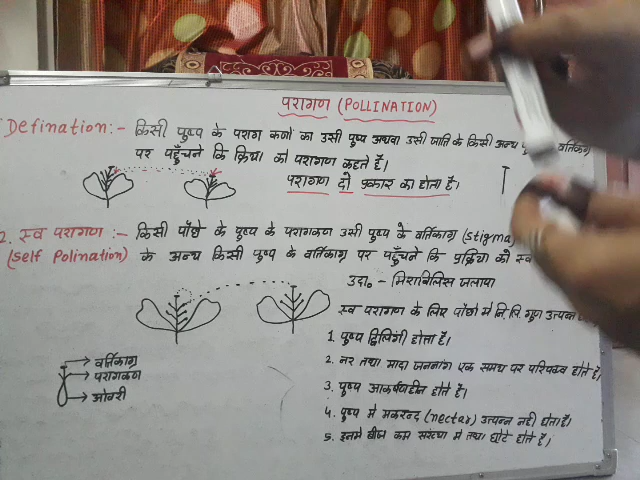 परागण (POLLINATION)
Defination:- किसी पुष्प के पराग कणों का उसी पुष्प अथवा उसी जाति के किसी अन्य वर्तिकाग्र
पर पहुँचने कि क्रिया को परागण कहते हैं।
परागण दो प्रकार का होता है।
2. स्व परागण :- किसी पौधे के पुष्प के परागकण उसी पुष्प के वर्तिकाग्र (stigma)
(self Polination) के अन्य किसी पुष्प के वर्तिकाग्र पर पहुँचने कि प्रक्रिया को स्व
उदा० - मिराबिलिस जलापा
स्व परागण के लिए पौधों में नि.लि. गुण
1. पुष्प द्विलिंगी होता है।
2. नर तथा मादा जननांग एक समय पर परिपक्व होते हैं।
3. पुष्प आकर्षणहीन होते हैं।
4. पुष्प में मकरन्द (nectar) उत्पन्न नही होता है।
5. इनमे बीज कम संख्या में तथा छोटे होते हैं।
वर्तिकाग्र
परागकण
ओवरी